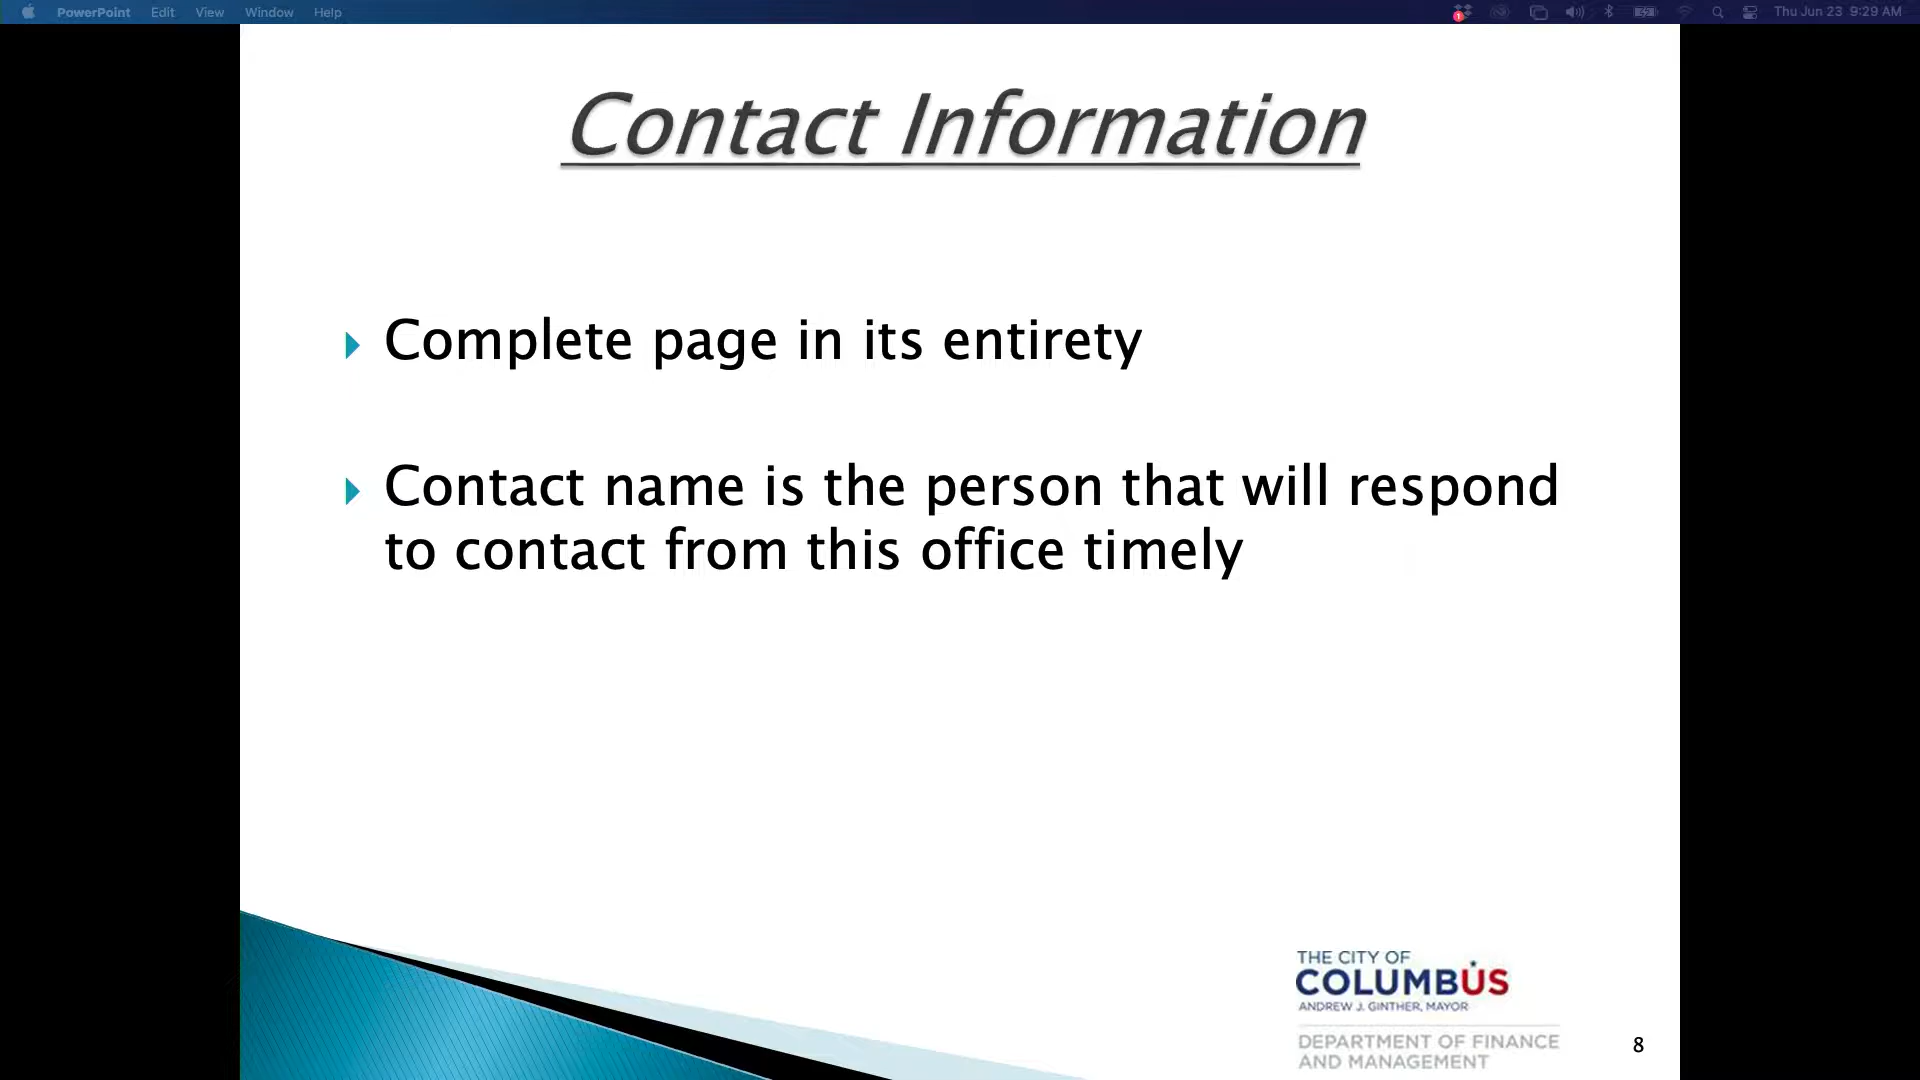 PowerPoint Edit View Window Help
1 Thu Jun 23 9:29 AM
Contact Information
Complete page in its entirety
Contact name is the person that will respond
to contact from this office timely
THE CITY OF
COLUMBUS
ANDREW J. GINTHER, MAYOR
DEPARTMENT OF FINANCE
AND MANAGEMENT
8